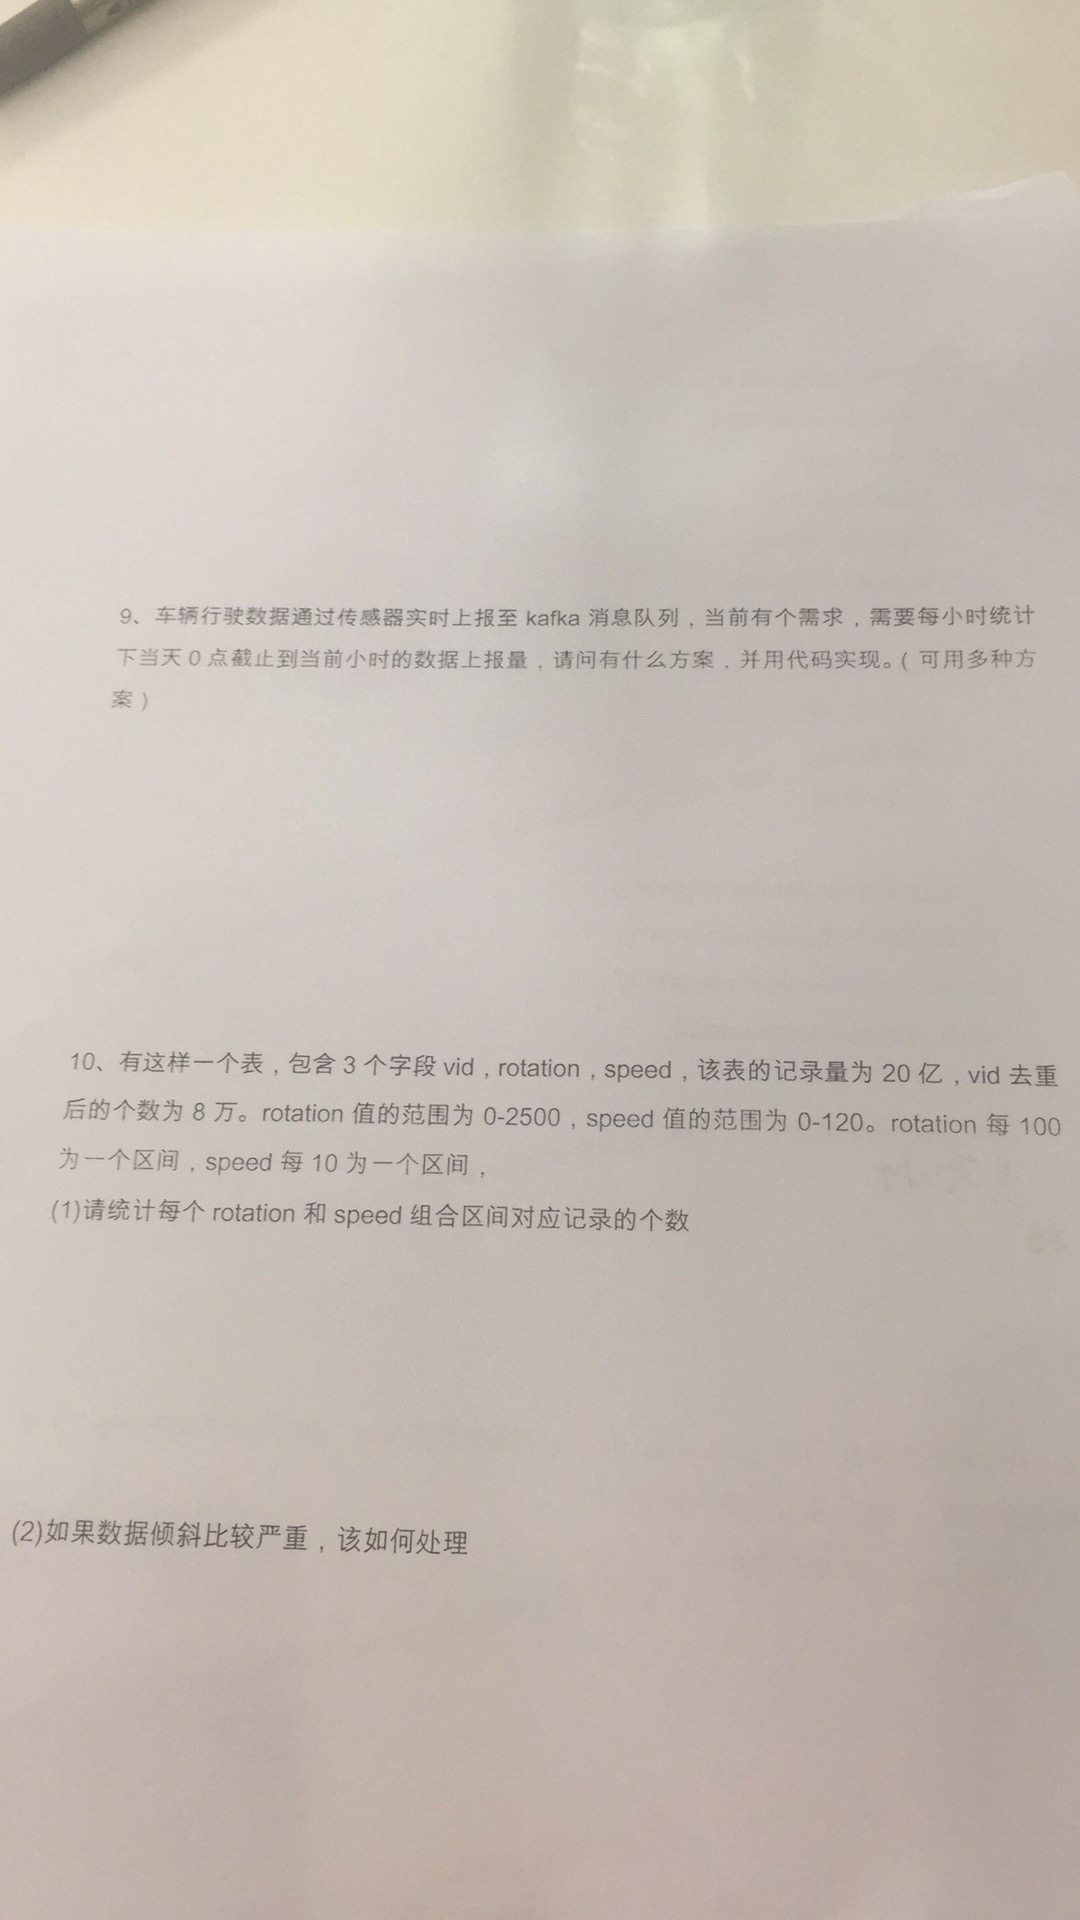 9、车辆行驶数据通过传感器实时上报至 kafka 消息队列，当前有个需求，需要每小时统计
下当天 0 点截止到当前小时的数据上报量，请问有什么方案，并用代码实现。（可用多种方
案）
10、有这样一个表，包含 3 个字段 vid，rotation，speed，该表的记录量为 20 亿，vid 去重
后的个数为 8 万。rotation 值的范围为 0-2500，speed 值的范围为 0-120。rotation 每 100
为一个区间，speed 每 10 为一个区间，
(1)请统计每个 rotation 和 speed 组合区间对应记录的个数
(2)如果数据倾斜比较严重，该如何处理